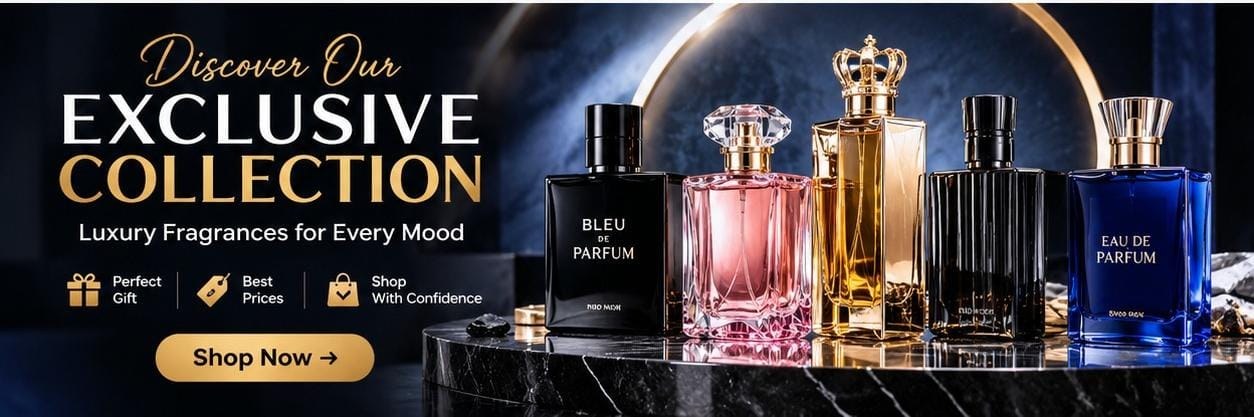 Discover Our
EXCLUSIVE
COLLECTION
Luxury Fragrances for Every Mood
Perfect
Gift
Best
Prices
Shop
With Confidence
Shop Now →
BLEU
DE
PARFUM
EAU DE
PARFUM